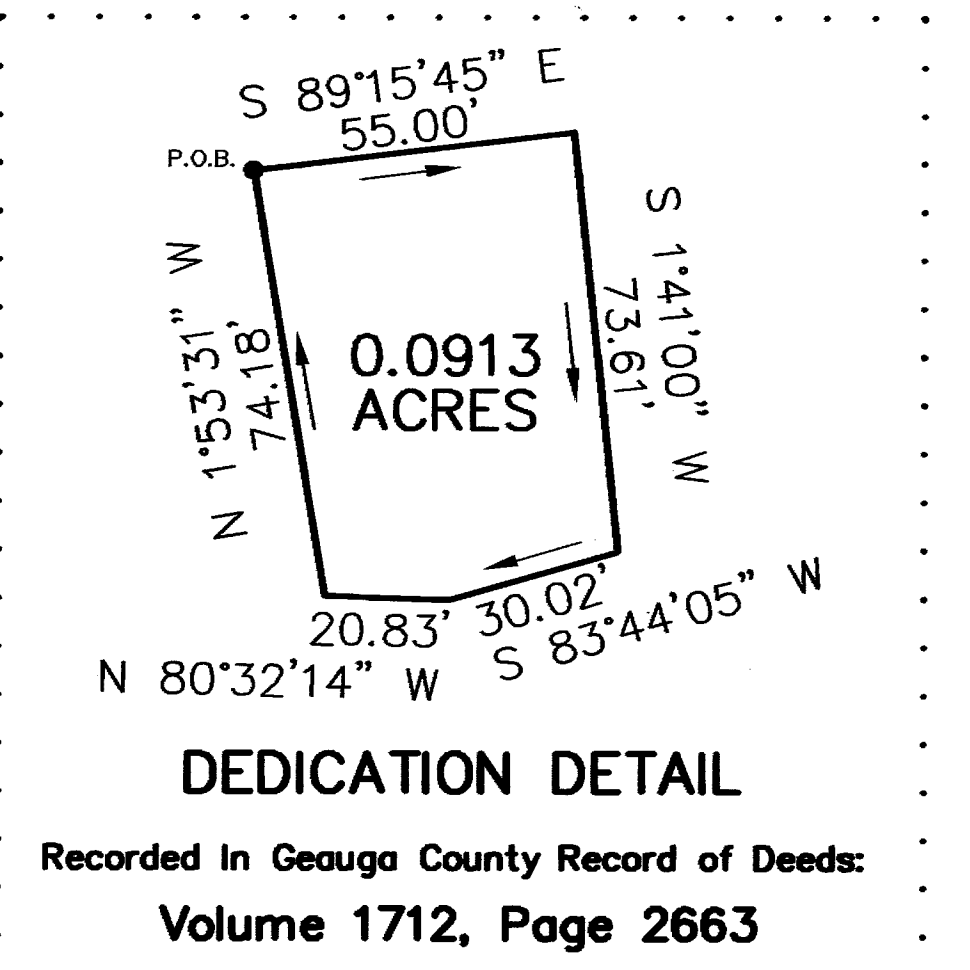 S 89°15'45" E
55.00'
P.O.B.
S 1°41'00" W
73.61'
N 1°53'31" W
74.18'
0.0913
ACRES
30.02'
S 83°44'05" W
20.83'
N 80°32'14" W
DEDICATION DETAIL
Recorded In Geauga County Record of Deeds:
Volume 1712, Page 2663